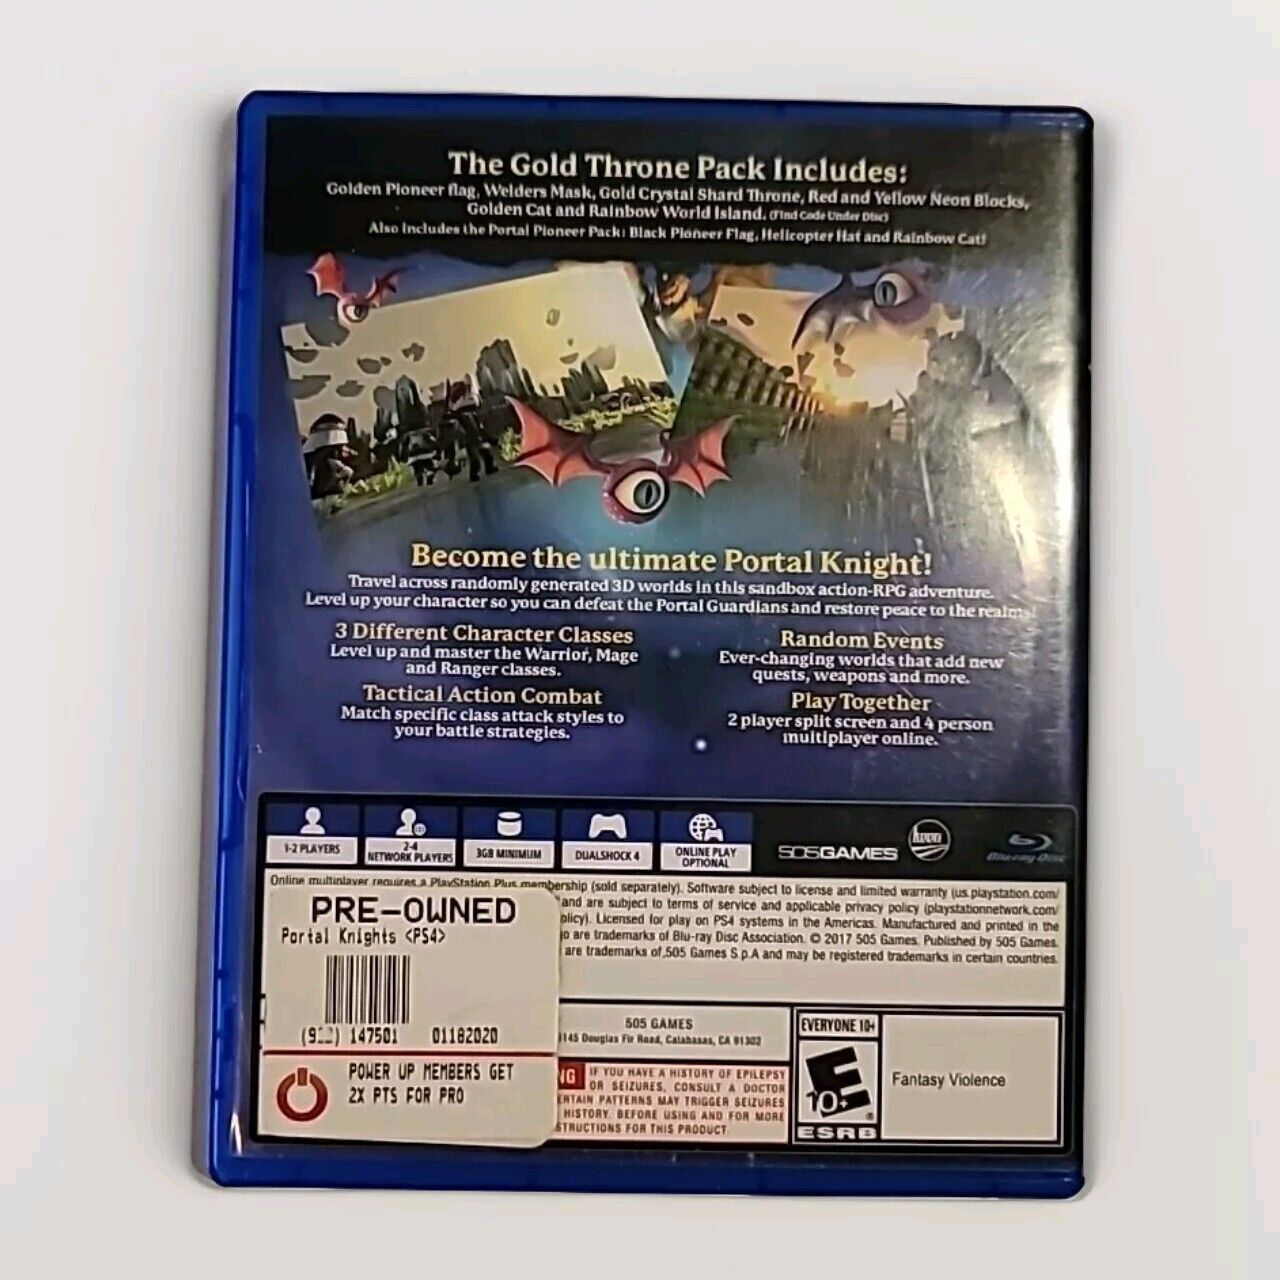 The Gold Throne Pack Includes:
Golden Pioneer flag, Welders Mask, Gold Crystal Shard Throne, Red and Yellow Neon Blocks,
Golden Cat and Rainbow World Island. (Find Code Under Disc)
Also includes the Portal Pioneer Pack: Black Pioneer Flag, Helicopter Hat and Rainbow Cat!
Become the ultimate Portal Knight!
Travel across randomly generated 3D worlds in this sandbox action-RPG adventure.
Level up your character so you can defeat the Portal Guardians and restore peace to the realms!
3 Different Character Classes
Level up and master the Warrior, Mage
and Ranger classes.
Tactical Action Combat
Match specific class attack styles to
your battle strategies.
Random Events
Ever-changing worlds that add new
quests, weapons and more.
Play Together
2 player split screen and 4 person
multiplayer online.
1-2 PLAYERS
2-4
NETWORK PLAYERS
3GB MINIMUM
DUALSHOCK 4
ONLINE PLAY
OPTIONAL
505GAMES
keen
Blu-ray Disc
Online multiplayer requires a PlayStation Plus membership (sold separately). Software subject to license and limited warranty (us.playstation.com/
and are subject to terms of service and applicable privacy policy (playstationnetwork.com/
olicy). Licensed for play on PS4 systems in the Americas. Manufactured and printed in the
are trademarks of Blu-ray Disc Association. © 2017 505 Games. Published by 505 Games.
are trademarks of 505 Games S.p.A and may be registered trademarks in certain countries.
PRE-OWNED
Portal Knights <PS4>
147501 01182020
POWER UP MEMBERS GET
2X PTS FOR PRO
505 GAMES
Douglas Fir Road, Calabasas, CA 91302
NG IF YOU HAVE A HISTORY OF EPILEPSY
OR SEIZURES, CONSULT A DOCTOR
ERTAIN PATTERNS MAY TRIGGER SEIZURES
HISTORY. BEFORE USING AND FOR MORE
STRUCTIONS FOR THIS PRODUCT.
EVERYONE 10+
E
10+
®
ESRB
Fantasy Violence